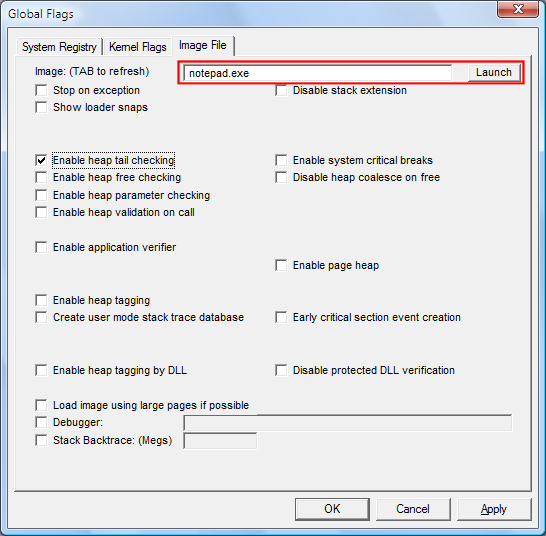 Global Flags
System Registry Kernel Flags Image File
Image: (TAB to refresh) notepad.exe Launch
Stop on exception Disable stack extension
Show loader snaps
Enable heap tail checking Enable system critical breaks
Enable heap free checking Disable heap coalesce on free
Enable heap parameter checking
Enable heap validation on call
Enable application verifier
Enable page heap
Enable heap tagging
Create user mode stack trace database Early critical section event creation
Enable heap tagging by DLL Disable protected DLL verification
Load image using large pages if possible
Debugger:
Stack Backtrace: (Megs)
OK Cancel Apply